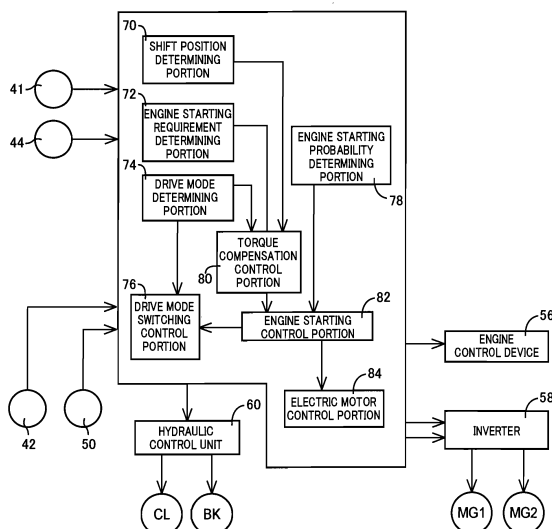 70
SHIFT POSITION
DETERMINING
PORTION
41
72
ENGINE STARTING
REQUIREMENT
DETERMINING
PORTION
44
ENGINE STARTING
PROBABILITY
DETERMINING
PORTION
78
74
DRIVE MODE
DETERMINING
PORTION
TORQUE
COMPENSATION
CONTROL
PORTION
80
76
DRIVE MODE
SWITCHING
CONTROL
PORTION
82
ENGINE STARTING
CONTROL PORTION
56
ENGINE
CONTROL DEVICE
84
ELECTRIC MOTOR
CONTROL PORTION
42
50
60
HYDRAULIC
CONTROL UNIT
58
INVERTER
CL
BK
MG1
MG2